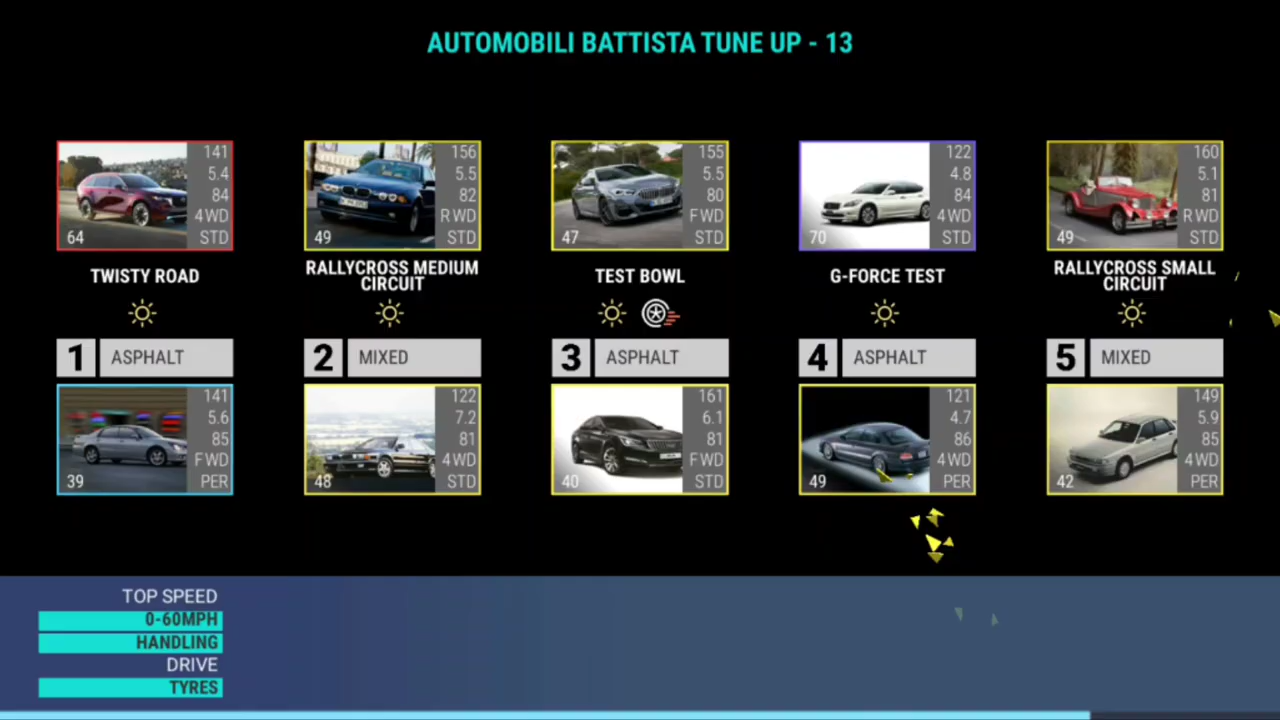 AUTOMOBILI BATTISTA TUNE UP - 13
141
5.4
84
4WD
64 STD
156
5.5
82
RWD
49 STD
155
5.5
80
FWD
47 STD
122
4.8
84
4WD
70 STD
160
5.1
81
RWD
49 STD
TWISTY ROAD
RALLYCROSS MEDIUM
CIRCUIT
TEST BOWL
G-FORCE TEST
RALLYCROSS SMALL
CIRCUIT
1 ASPHALT
2 MIXED
3 ASPHALT
4 ASPHALT
5 MIXED
141
5.6
85
FWD
39 PER
122
7.2
81
4WD
48 STD
161
6.1
81
FWD
40 STD
121
4.7
86
4WD
49 PER
149
5.9
85
4WD
42 PER
TOP SPEED
0-60MPH
HANDLING
DRIVE
TYRES